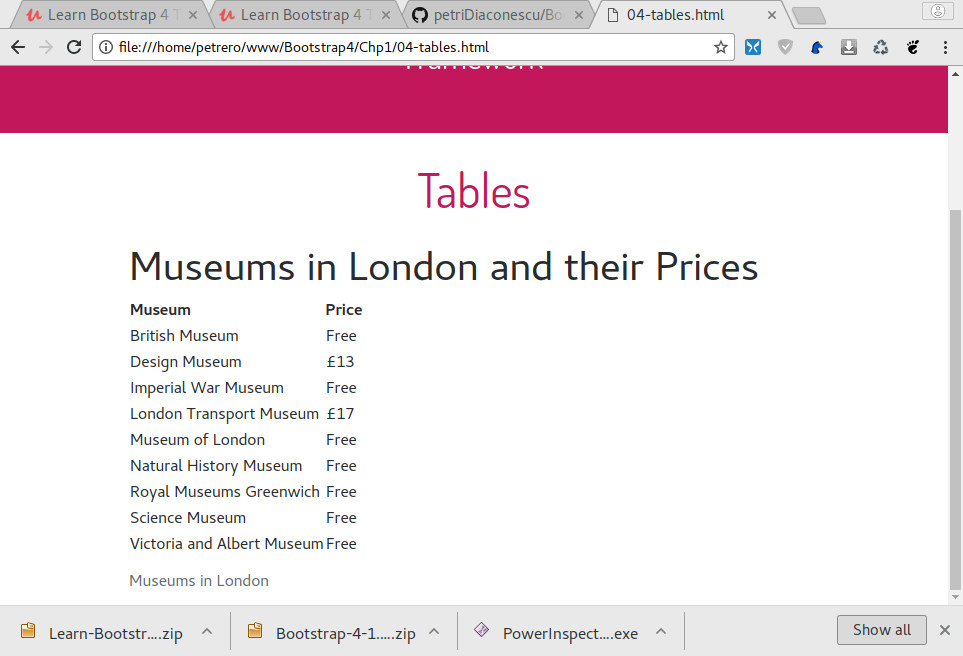 Learn Bootstrap 4
Learn Bootstrap 4
petriDiaconescu/Bo
04-tables.html
file:///home/petrero/www/Bootstrap4/Chp1/04-tables.html
framework
Tables
Museums in London and their Prices
Museum Price
British Museum Free
Design Museum £13
Imperial War Museum Free
London Transport Museum £17
Museum of London Free
Natural History Museum Free
Royal Museums Greenwich Free
Science Museum Free
Victoria and Albert Museum Free
Museums in London
Learn-Bootstr....zip
Bootstrap-4-1.....zip
PowerInspect....exe
Show all